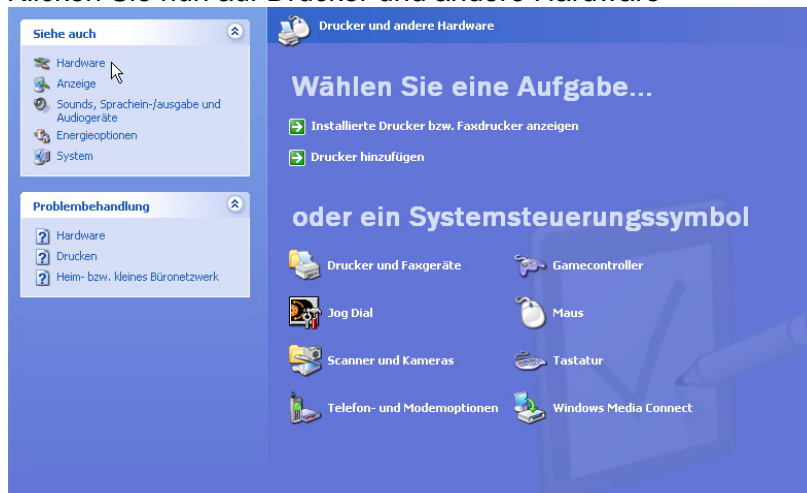 Klicken Sie nun auf Drucker und andere Hardware
Siehe auch
Hardware
Anzeige
Sounds, Sprachein-/ausgabe und
Audiogeräte
Energieoptionen
System
Problembehandlung
Hardware
Drucken
Heim- bzw. kleines Büronetzwerk
Drucker und andere Hardware
Wählen Sie eine Aufgabe...
Installierte Drucker bzw. Faxdrucker anzeigen
Drucker hinzufügen
oder ein Systemsteuerungssymbol
Drucker und Faxgeräte
Gamecontroller
Jog Dial
Maus
Scanner und Kameras
Tastatur
Telefon- und Modemoptionen
Windows Media Connect